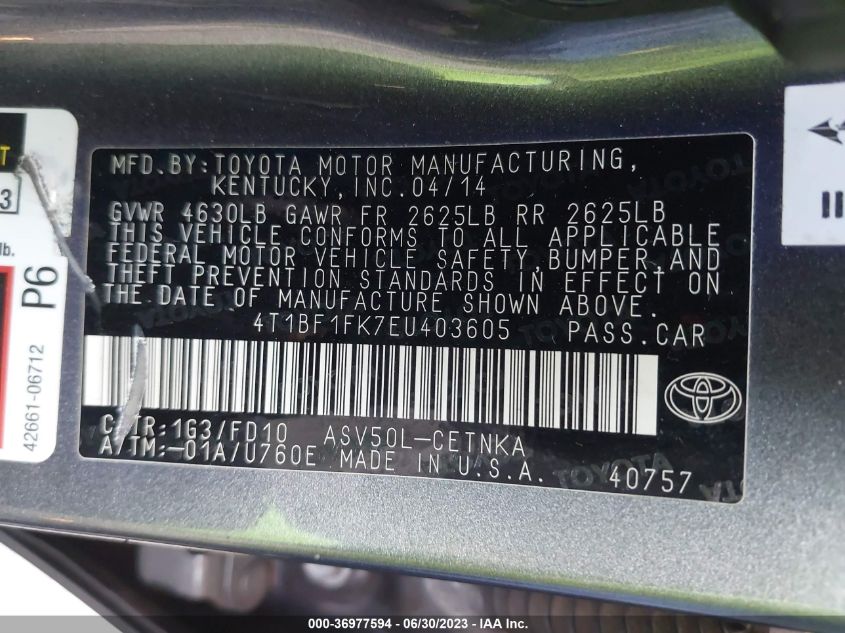 MFD.BY:TOYOTA MOTOR MANUFACTURING,
KENTUCKY,INC.04/14
GVWR 4630LB GAWR FR 2625LB RR 2625LB
THIS VEHICLE CONFORMS TO ALL APPLICABLE
FEDERAL MOTOR VEHICLE SAFETY,BUMPER,AND
THEFT PREVENTION STANDARDS IN EFFECT ON
THE DATE OF MANUFACTURE SHOWN ABOVE.
4T1BF1FK7EU403605 PASS.CAR
C/TR:1G3/FD10 ASV50L-CETNKA
A/TM:-01A/U760E MADE IN U.S.A.
40757
3
lb.
P6
42661-06712
000-36977594 / 06/30/2023 - © IAA, Inc.